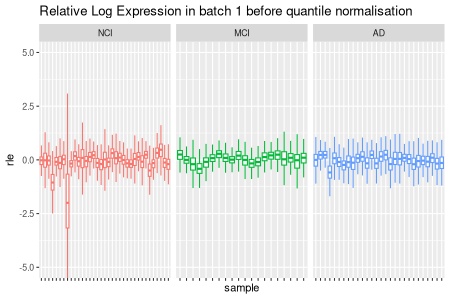 Relative Log Expression in batch 1 before quantile normalisation
NCI MCI AD
5.0
2.5
0.0
-2.5
-5.0
rle
sample